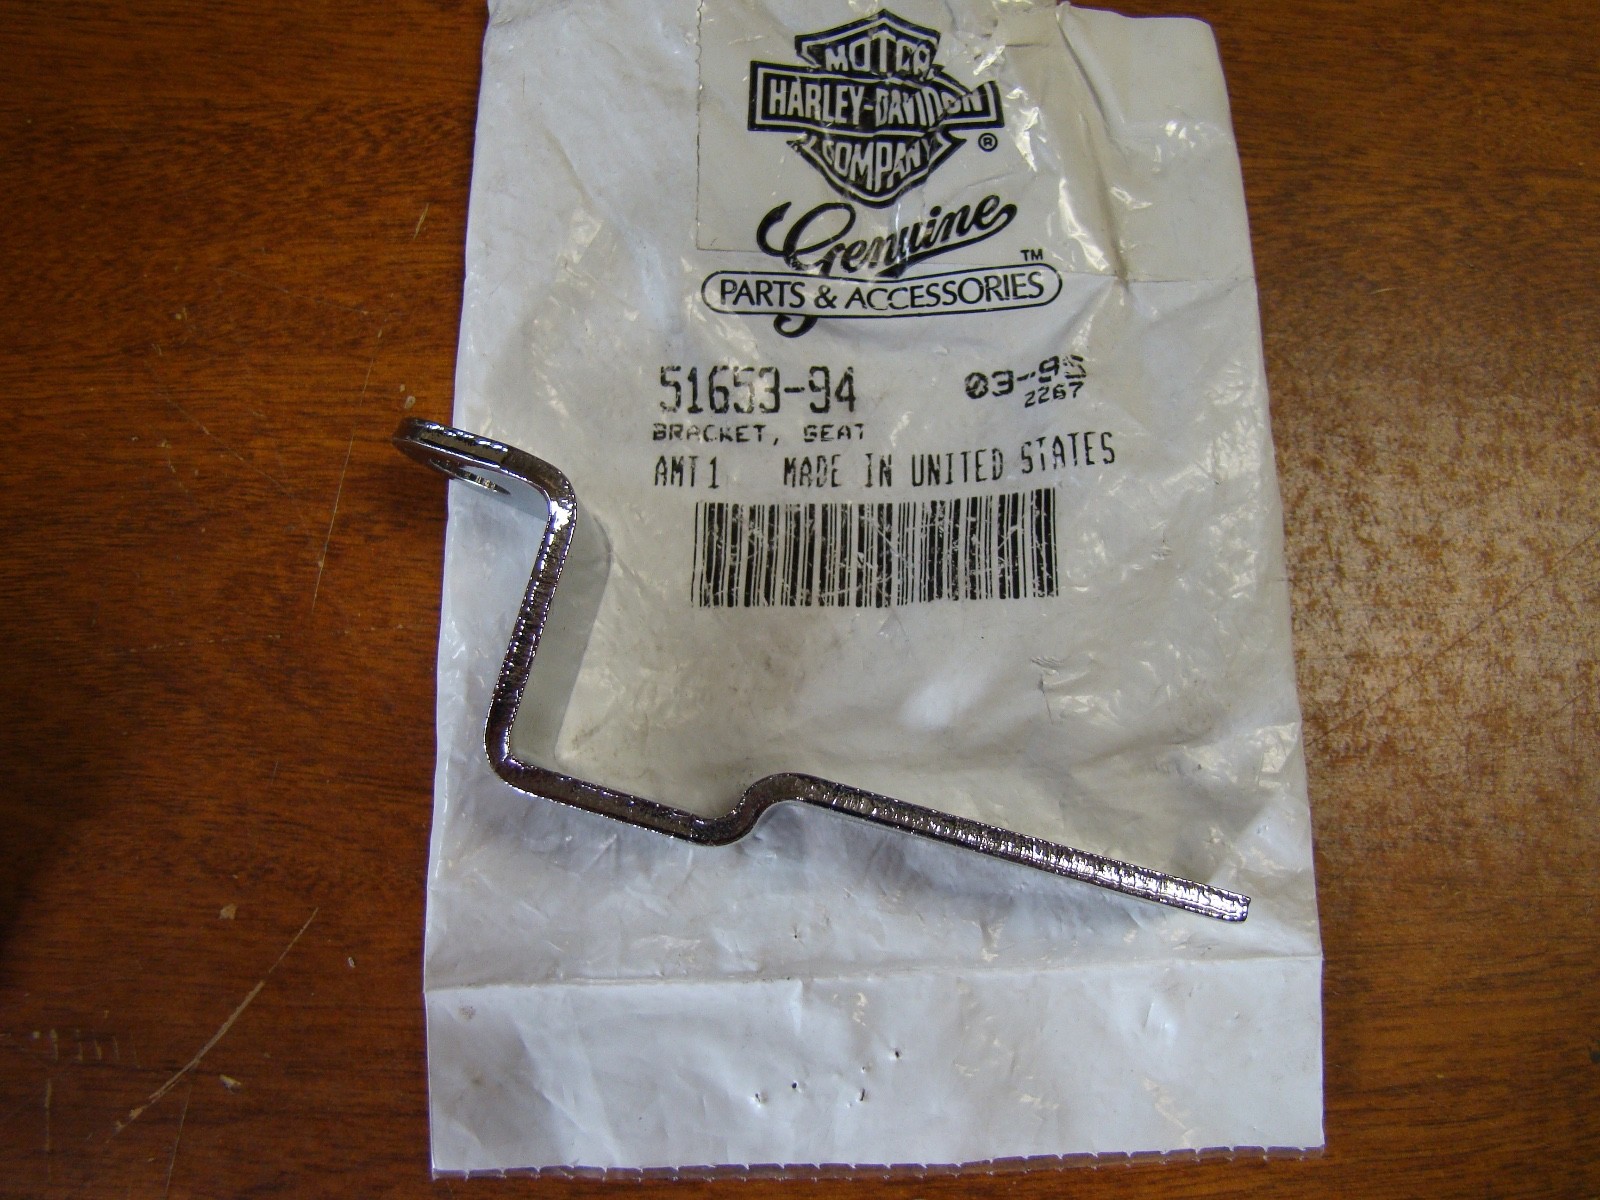 MOTOR
HARLEY-DAVIDSON
COMPANY
®
Genuine
PARTS & ACCESSORIES ™
51653-94 03-95
2267
BRACKET, SEAT
AMT 1 MADE IN UNITED STATES